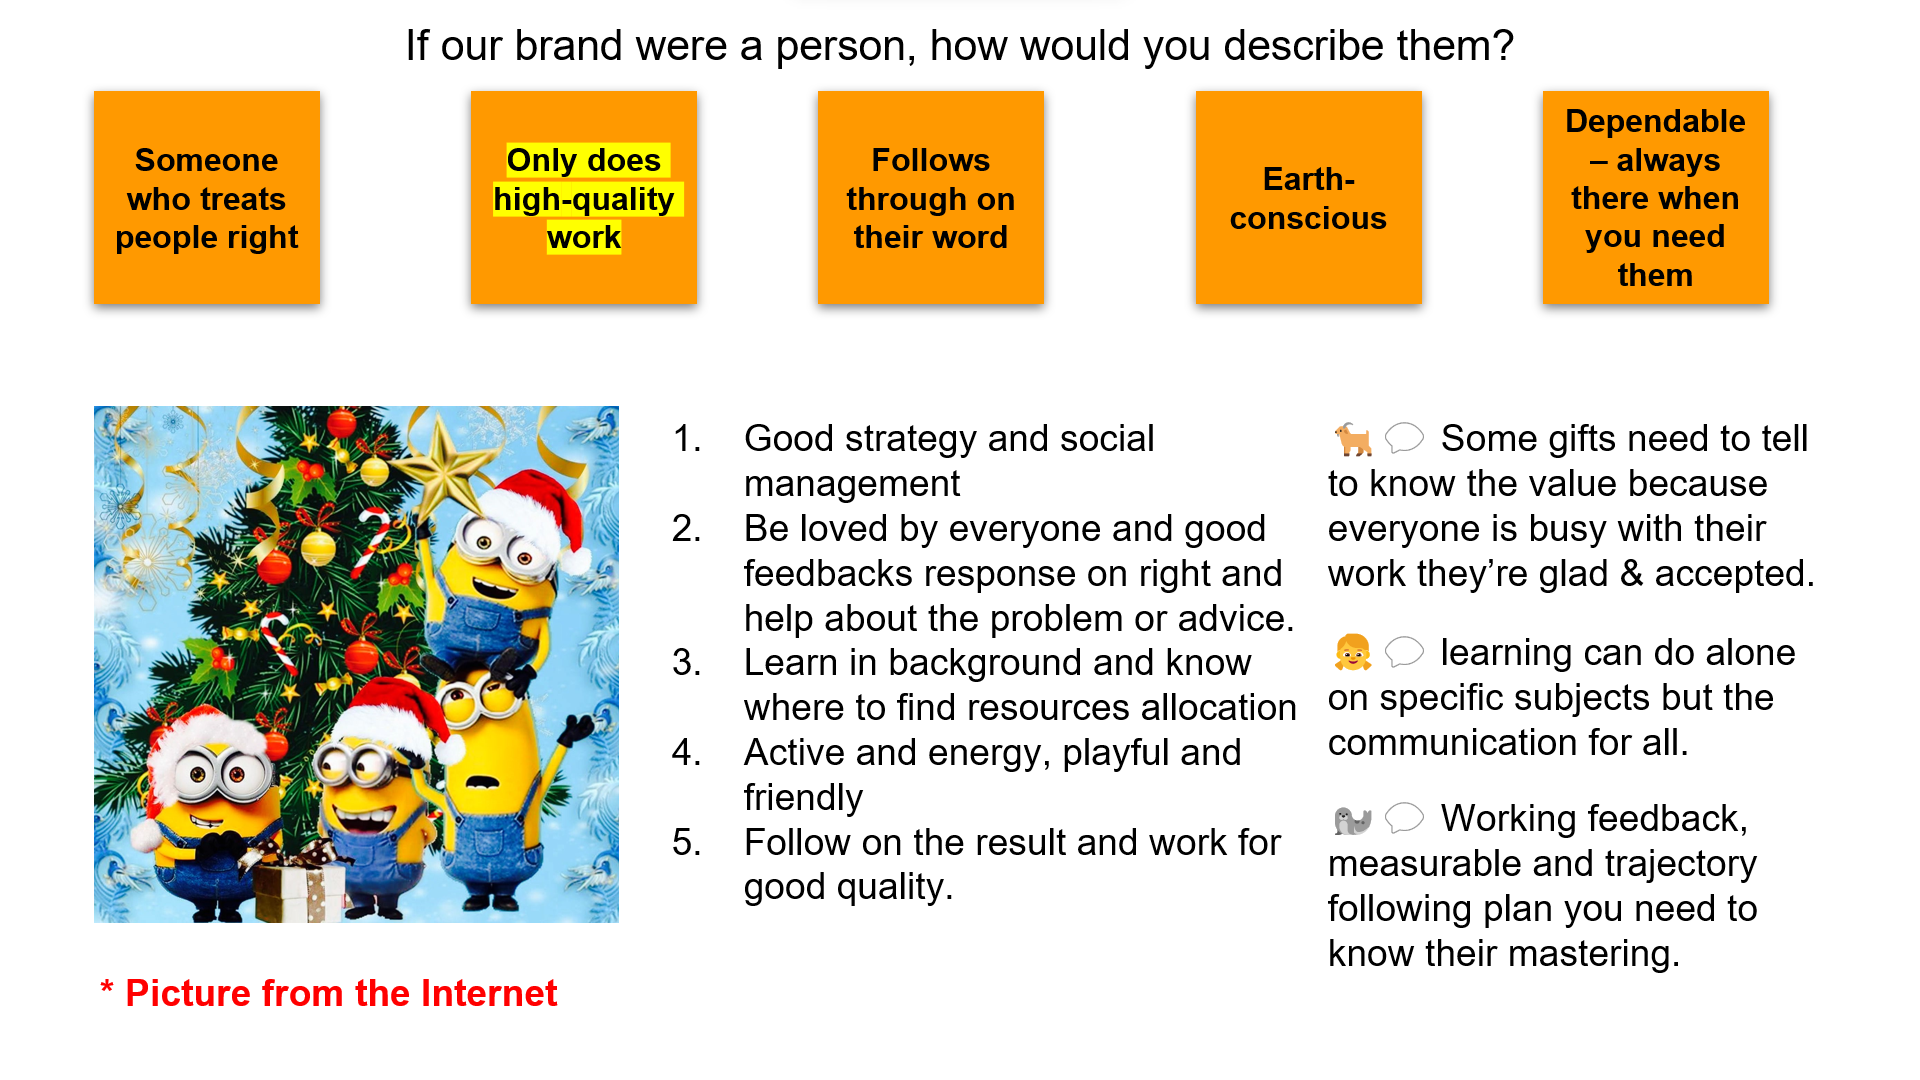 If our brand were a person, how would you describe them?
Someone
who treats
people right
Only does
high-quality
work
Follows
through on
their word
Earth-
conscious
Dependable
– always
there when
you need
them
1. Good strategy and social
management
2. Be loved by everyone and good
feedbacks response on right and
help about the problem or advice.
3. Learn in background and know
where to find resources allocation
4. Active and energy, playful and
friendly
5. Follow on the result and work for
good quality.
🐐💬 Some gifts need to tell
to know the value because
everyone is busy with their
work they’re glad & accepted.
👧💬 learning can do alone
on specific subjects but the
communication for all.
🦭💬 Working feedback,
measurable and trajectory
following plan you need to
know their mastering.
* Picture from the Internet